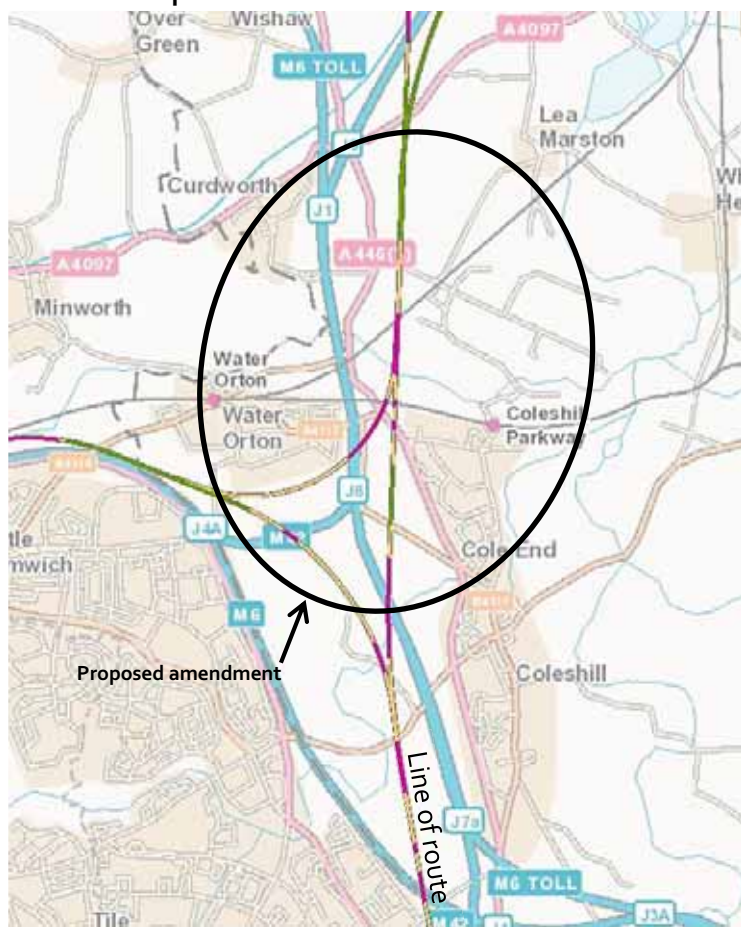 Over
Green
Wishaw
A4097
M6 TOLL
Lea
Marston
Curdworth
J1
A4097
A446
Minworth
Water
Orton
Water
Orton
Coleshill
Parkway
J8
J4A
Cole End
M6
Proposed amendment
Coleshill
Line of route
J7a
M6 TOLL
J3A
Tile
M42